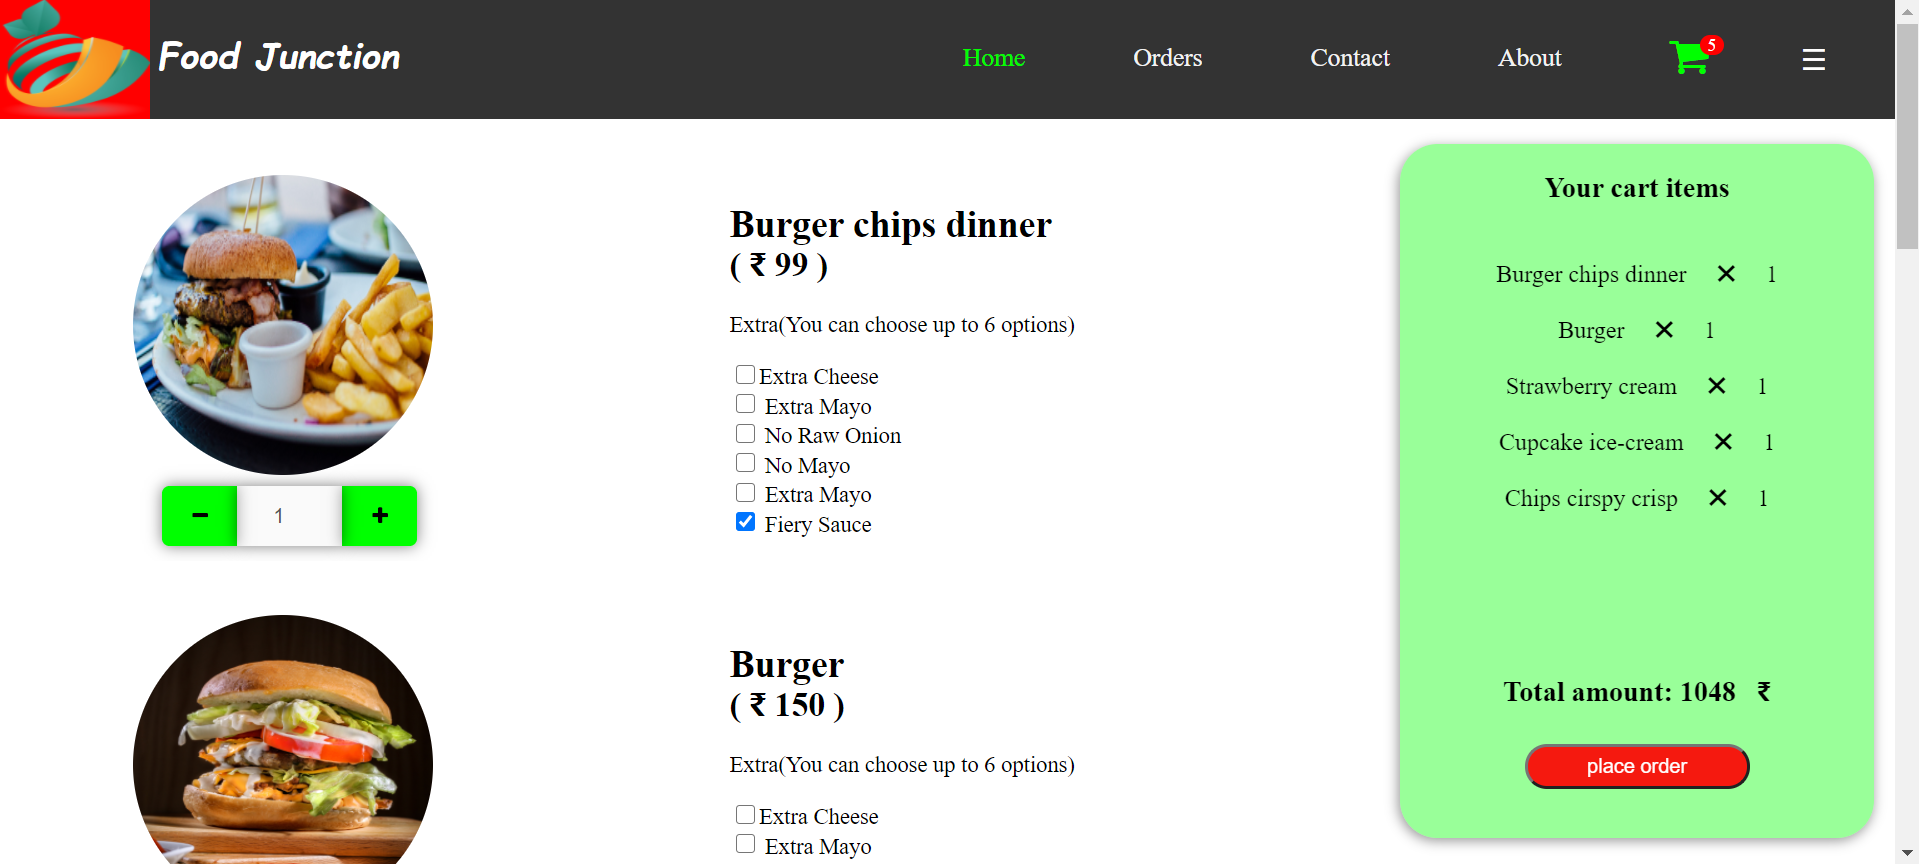 Food Junction
Home
Orders
Contact
About
5
Burger chips dinner
( ₹ 99 )
Extra(You can choose up to 6 options)
Extra Cheese
Extra Mayo
No Raw Onion
No Mayo
Extra Mayo
Fiery Sauce
1
Burger
( ₹ 150 )
Extra(You can choose up to 6 options)
Extra Cheese
Extra Mayo
Your cart items
Burger chips dinner ✕ 1
Burger ✕ 1
Strawberry cream ✕ 1
Cupcake ice-cream ✕ 1
Chips cirspy crisp ✕ 1
Total amount: 1048 ₹
place order